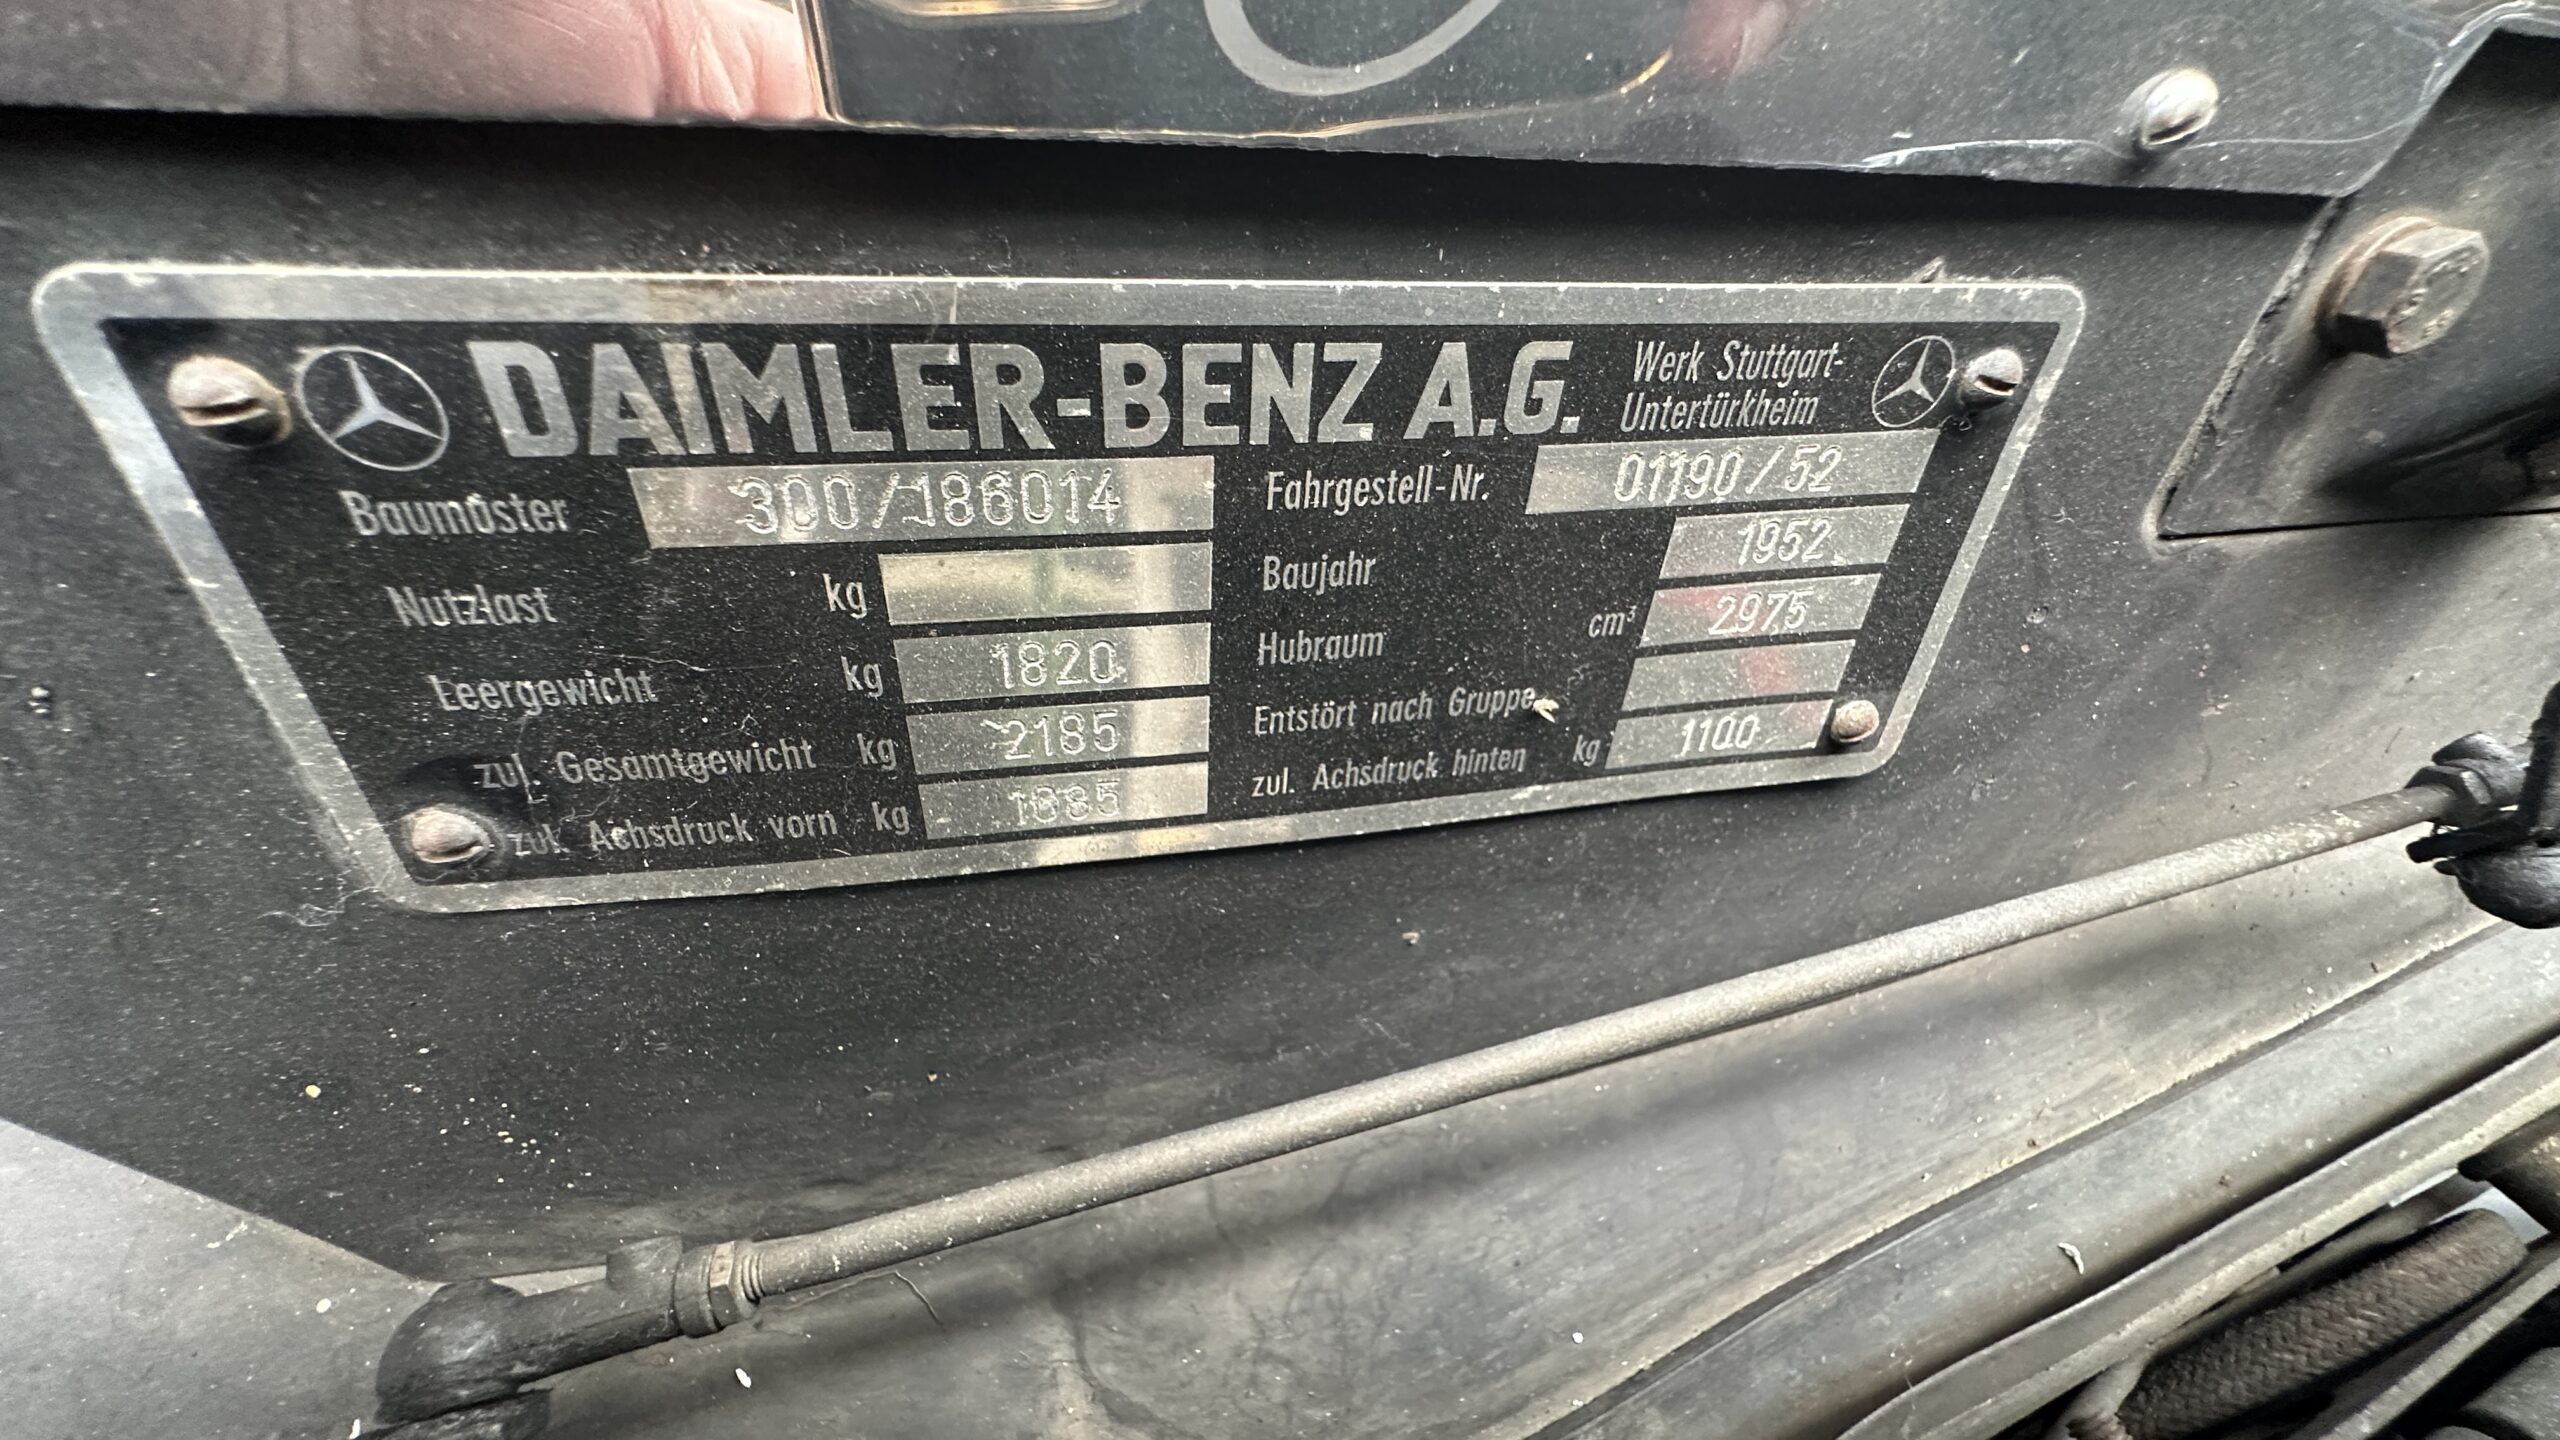 DAIMLER-BENZ A.G.
Werk Stuttgart-
Untertürkheim
Baumuster 300/186014
Nutzlast kg
Leergewicht kg 1820
zul. Gesamtgewicht kg 2185
zul. Achsdruck vorn kg 1885
Fahrgestell-Nr. 01190/52
Baujahr 1952
Hubraum cm³ 2975
Entstört nach Gruppe
zul. Achsdruck hinten kg 1100